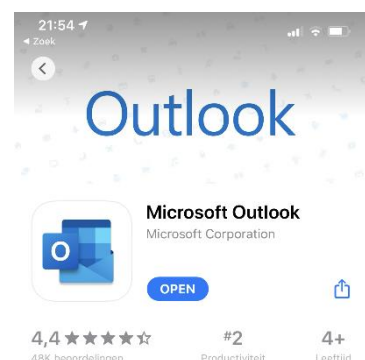 21:54
Zoek
Outlook
Microsoft Outlook
Microsoft Corporation
O
OPEN
4,4 #2 4+
48K beoordelingen Productiviteit Leeftijd